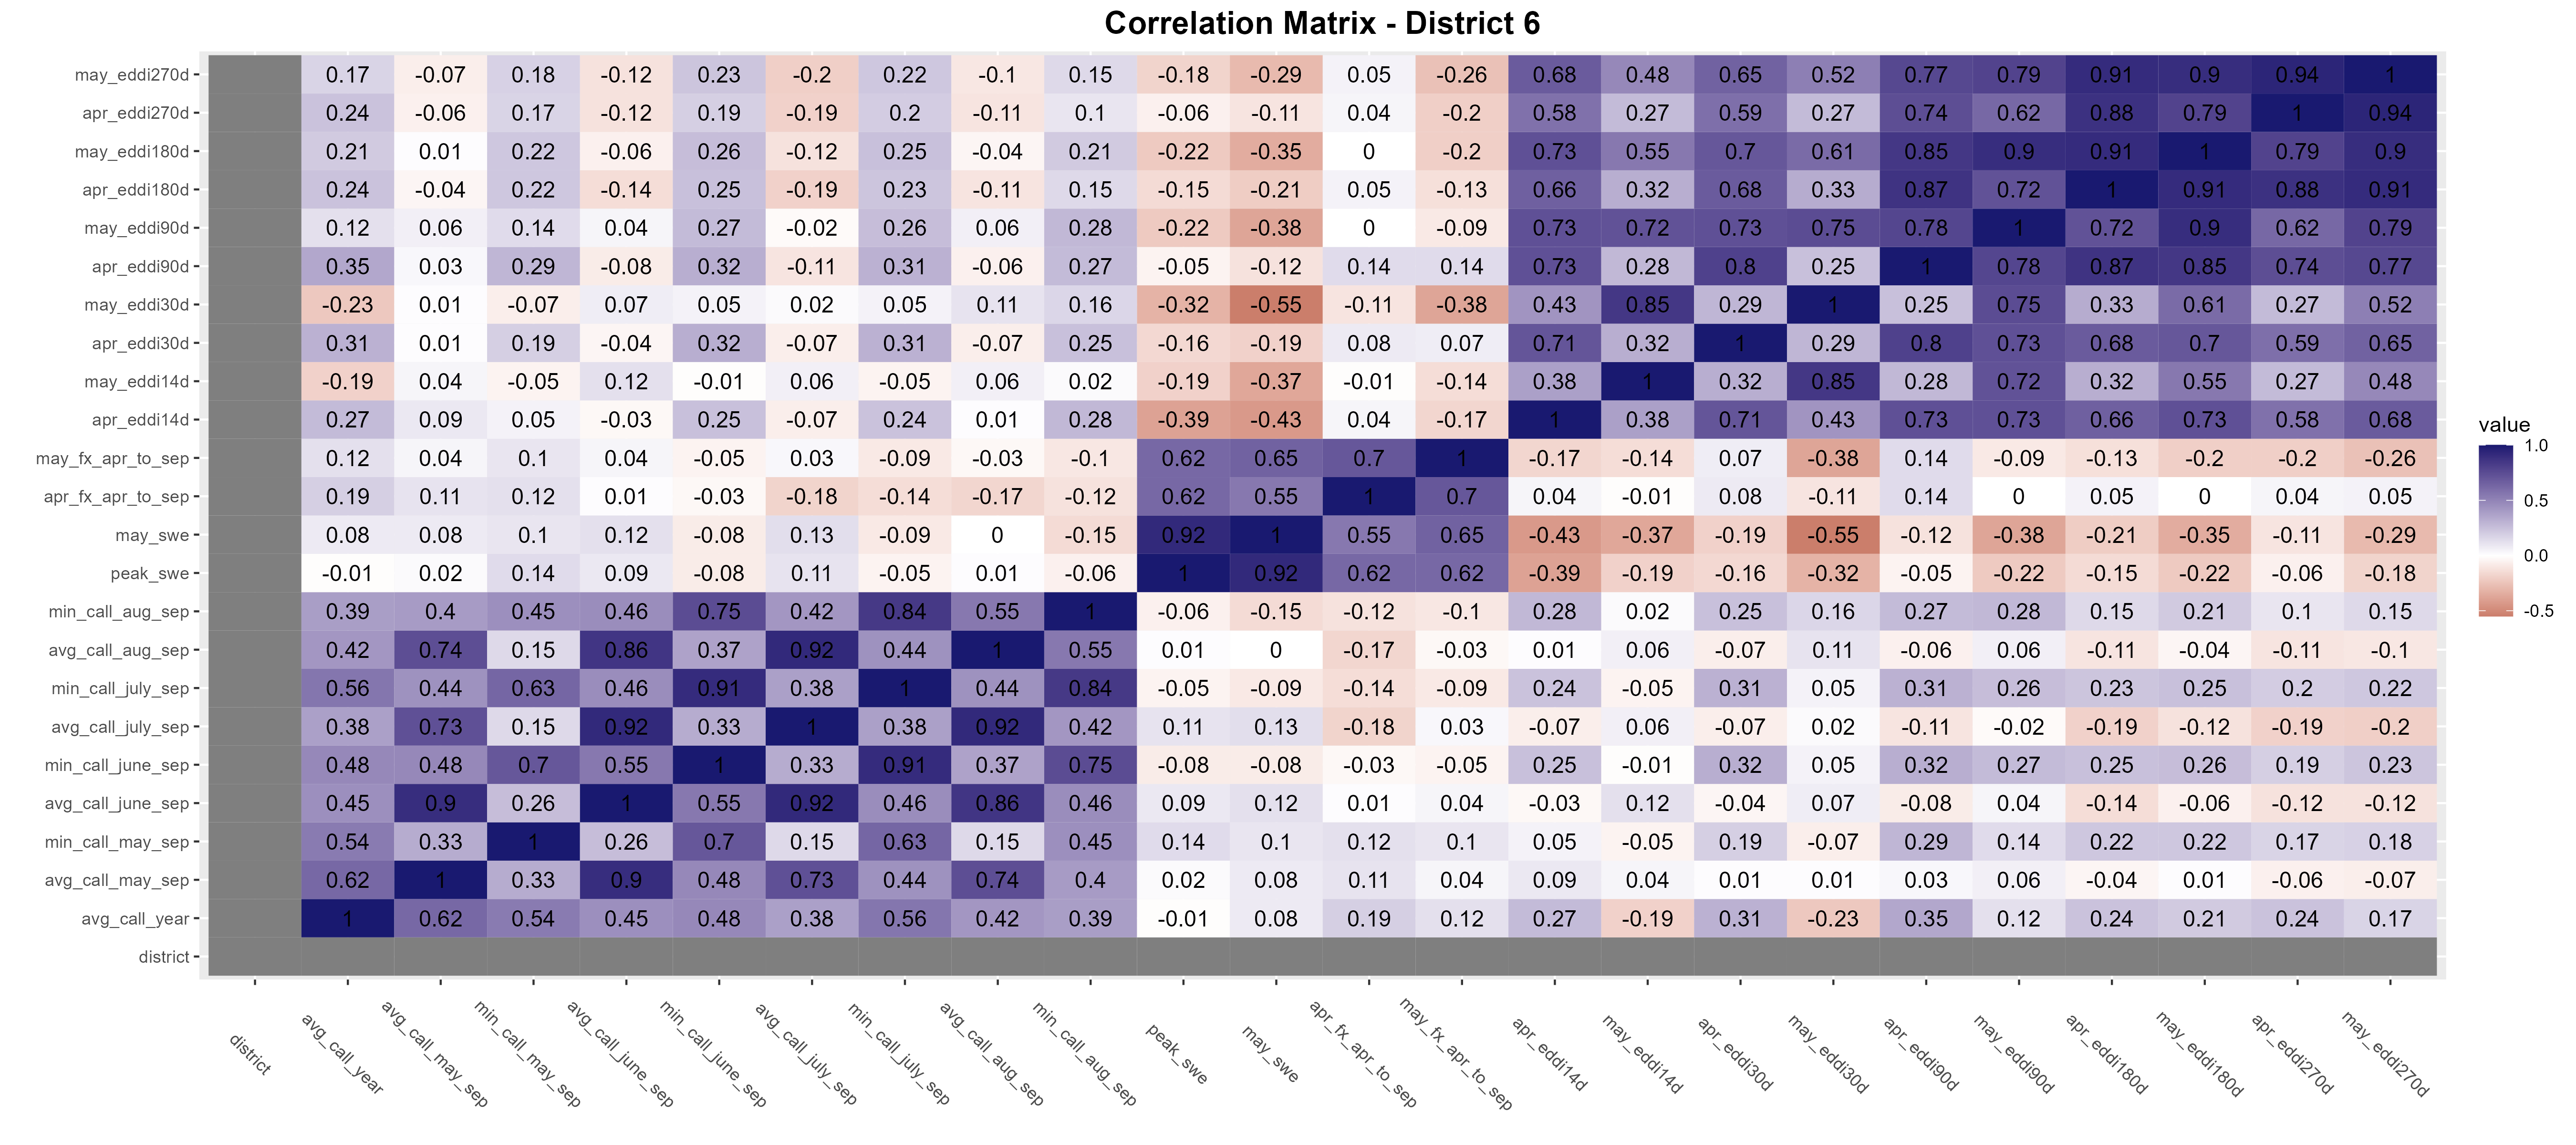 Correlation Matrix - District 6
may_eddi270d 0.17 -0.07 0.18 -0.12 0.23 -0.2 0.22 -0.1 0.15 -0.18 -0.29 0.05 -0.26 0.68 0.48 0.65 0.52 0.77 0.79 0.91 0.9 0.94 1
apr_eddi270d 0.24 -0.06 0.17 -0.12 0.19 -0.19 0.2 -0.11 0.1 -0.06 -0.11 0.04 -0.2 0.58 0.27 0.59 0.27 0.74 0.62 0.88 0.79 1 0.94
may_eddi180d 0.21 0.01 0.22 -0.06 0.26 -0.12 0.25 -0.04 0.21 -0.22 -0.35 0 -0.2 0.73 0.55 0.7 0.61 0.85 0.9 0.91 1 0.79 0.9
apr_eddi180d 0.24 -0.04 0.22 -0.14 0.25 -0.19 0.23 -0.11 0.15 -0.15 -0.21 0.05 -0.13 0.66 0.32 0.68 0.33 0.87 0.72 1 0.91 0.88 0.91
may_eddi90d 0.12 0.06 0.14 0.04 0.27 -0.02 0.26 0.06 0.28 -0.22 -0.38 0 -0.09 0.73 0.72 0.73 0.75 0.78 1 0.72 0.9 0.62 0.79
apr_eddi90d 0.35 0.03 0.29 -0.08 0.32 -0.11 0.31 -0.06 0.27 -0.05 -0.12 0.14 0.14 0.73 0.28 0.8 0.25 1 0.78 0.87 0.85 0.74 0.77
may_eddi30d -0.23 0.01 -0.07 0.07 0.05 0.02 0.05 0.11 0.16 -0.32 -0.55 -0.11 -0.38 0.43 0.85 0.29 1 0.25 0.75 0.33 0.61 0.27 0.52
apr_eddi30d 0.31 0.01 0.19 -0.04 0.32 -0.07 0.31 -0.07 0.25 -0.16 -0.19 0.08 0.07 0.71 0.32 1 0.29 0.8 0.73 0.68 0.7 0.59 0.65
may_eddi14d -0.19 0.04 -0.05 0.12 -0.01 0.06 -0.05 0.06 0.02 -0.19 -0.37 -0.01 -0.14 0.38 1 0.32 0.85 0.28 0.72 0.32 0.55 0.27 0.48
apr_eddi14d 0.27 0.09 0.05 -0.03 0.25 -0.07 0.24 0.01 0.28 -0.39 -0.43 0.04 -0.17 1 0.38 0.71 0.43 0.73 0.73 0.66 0.73 0.58 0.68
may_fx_apr_to_sep 0.12 0.04 0.1 0.04 -0.05 0.03 -0.09 -0.03 -0.1 0.62 0.65 0.7 1 -0.17 -0.14 0.07 -0.38 0.14 -0.09 -0.13 -0.2 -0.2 -0.26
apr_fx_apr_to_sep 0.19 0.11 0.12 0.01 -0.03 -0.18 -0.14 -0.17 -0.12 0.62 0.55 1 0.7 0.04 -0.01 0.08 -0.11 0.14 0 0.05 0 0.04 0.05
may_swe 0.08 0.08 0.1 0.12 -0.08 0.13 -0.09 0 -0.15 0.92 1 0.55 0.65 -0.43 -0.37 -0.19 -0.55 -0.12 -0.38 -0.21 -0.35 -0.11 -0.29
peak_swe -0.01 0.02 0.14 0.09 -0.08 0.11 -0.05 0.01 -0.06 1 0.92 0.62 0.62 -0.39 -0.19 -0.16 -0.32 -0.05 -0.22 -0.15 -0.22 -0.06 -0.18
min_call_aug_sep 0.39 0.4 0.45 0.46 0.75 0.42 0.84 0.55 1 -0.06 -0.15 -0.12 -0.1 0.28 0.02 0.25 0.16 0.27 0.28 0.15 0.21 0.1 0.15
avg_call_aug_sep 0.42 0.74 0.15 0.86 0.37 0.92 0.44 1 0.55 0.01 0 -0.17 -0.03 0.01 0.06 -0.07 0.11 -0.06 0.06 -0.11 -0.04 -0.11 -0.1
min_call_july_sep 0.56 0.44 0.63 0.46 0.91 0.38 1 0.44 0.84 -0.05 -0.09 -0.14 -0.09 0.24 -0.05 0.31 0.05 0.31 0.26 0.23 0.25 0.2 0.22
avg_call_july_sep 0.38 0.73 0.15 0.92 0.33 1 0.38 0.92 0.42 0.11 0.13 -0.18 0.03 -0.07 0.06 -0.07 0.02 -0.11 -0.02 -0.19 -0.12 -0.19 -0.2
min_call_june_sep 0.48 0.48 0.7 0.55 1 0.33 0.91 0.37 0.75 -0.08 -0.08 -0.03 -0.05 0.25 -0.01 0.32 0.05 0.32 0.27 0.25 0.26 0.19 0.23
avg_call_june_sep 0.45 0.9 0.26 1 0.55 0.92 0.46 0.86 0.46 0.09 0.12 0.01 0.04 -0.03 0.12 -0.04 0.07 -0.08 0.04 -0.14 -0.06 -0.12 -0.12
min_call_may_sep 0.54 0.33 1 0.26 0.7 0.15 0.63 0.15 0.45 0.14 0.1 0.12 0.1 0.05 -0.05 0.19 -0.07 0.29 0.14 0.22 0.22 0.17 0.18
avg_call_may_sep 0.62 1 0.33 0.9 0.48 0.73 0.44 0.74 0.4 0.02 0.08 0.11 0.04 0.09 0.04 0.01 0.01 0.03 0.06 -0.04 0.01 -0.06 -0.07
avg_call_year 1 0.62 0.54 0.45 0.48 0.38 0.56 0.42 0.39 -0.01 0.08 0.19 0.12 0.27 -0.19 0.31 -0.23 0.35 0.12 0.24 0.21 0.24 0.17
district
district avg_call_year avg_call_may_sep min_call_may_sep avg_call_june_sep min_call_june_sep avg_call_july_sep min_call_july_sep avg_call_aug_sep min_call_aug_sep peak_swe may_swe apr_fx_apr_to_sep may_fx_apr_to_sep apr_eddi14d may_eddi14d apr_eddi30d may_eddi30d apr_eddi90d may_eddi90d apr_eddi180d may_eddi180d apr_eddi270d may_eddi270d
value
1.0
0.5
0.0
-0.5